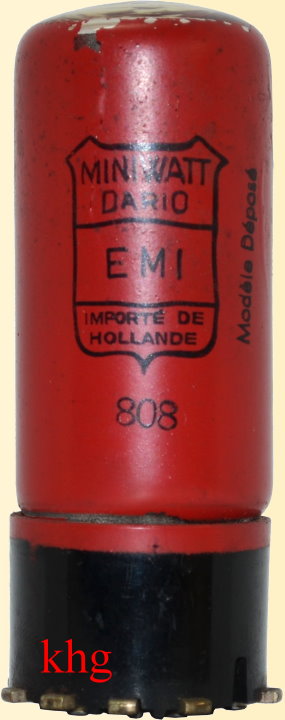 MINIWATT
DARIO
EMI
IMPORTÉ DE
HOLLANDE
808
Modèle Déposé
khg